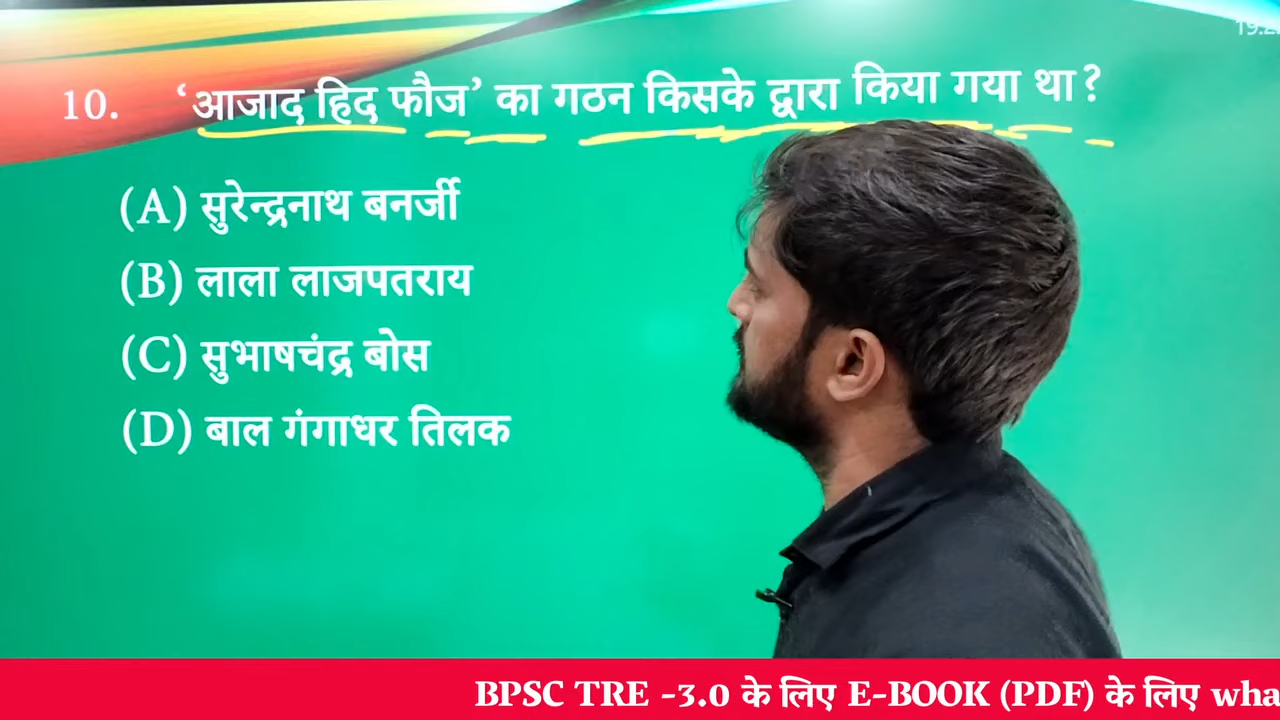 10. 'आजाद हिद फौज' का गठन किसके द्वारा किया गया था?
(A) सुरेन्द्रनाथ बनर्जी
(B) लाला लाजपतराय
(C) सुभाषचंद्र बोस
(D) बाल गंगाधर तिलक
BPSC TRE -3.0 के लिए E-BOOK (PDF) के लिए wha